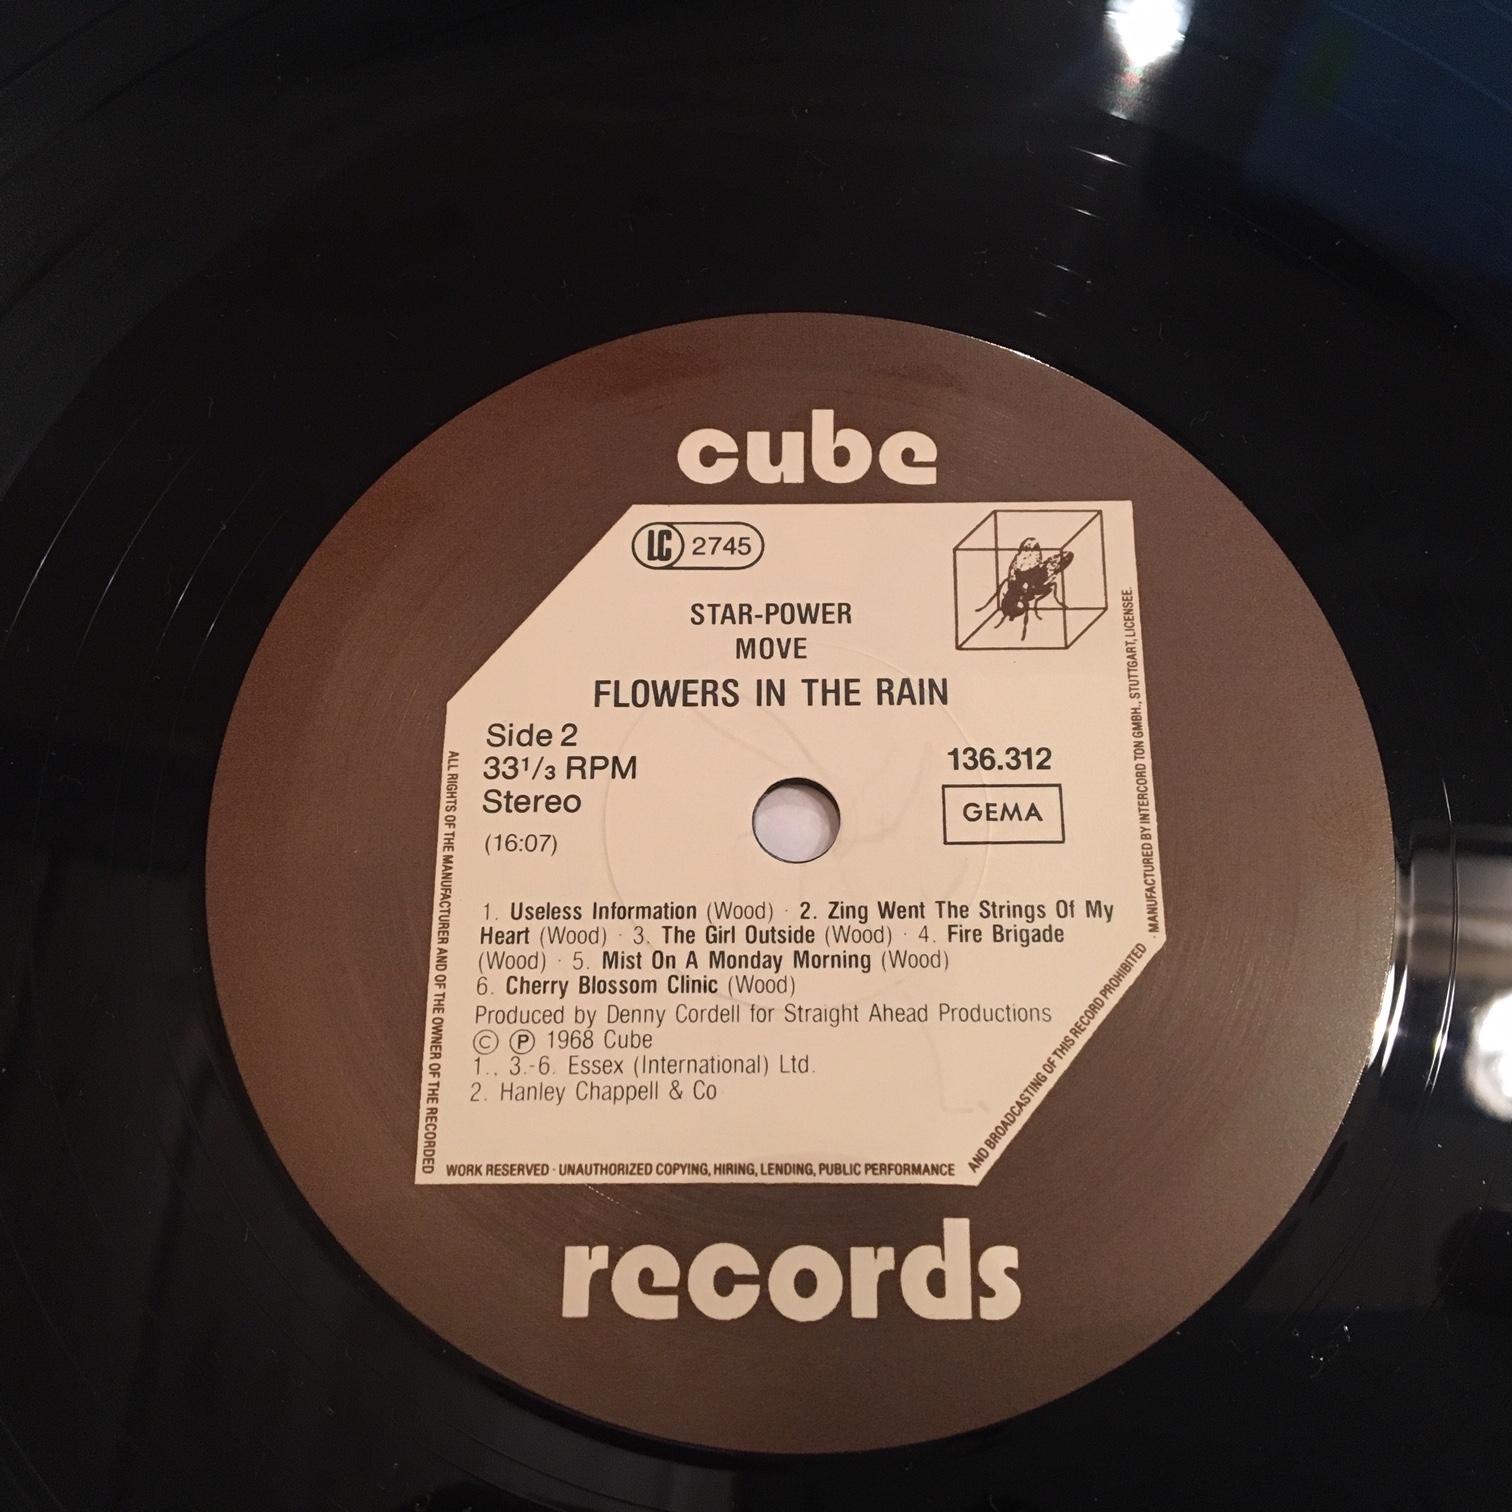 cube
LC 2745
STAR-POWER
MOVE
FLOWERS IN THE RAIN
Side 2
33¹/₃ RPM
Stereo
(16:07)
136.312
GEMA
1. Useless Information (Wood) · 2. Zing Went The Strings Of My
Heart (Wood) · 3. The Girl Outside (Wood) · 4. Fire Brigade
(Wood) · 5. Mist On A Monday Morning (Wood)
6. Cherry Blossom Clinic (Wood)
Produced by Denny Cordell for Straight Ahead Productions
© ℗ 1968 Cube
1., 3.-6. Essex (International) Ltd.
2. Hanley Chappell & Co
ALL RIGHTS OF THE MANUFACTURER AND OF THE OWNER OF THE RECORDED
WORK RESERVED · UNAUTHORIZED COPYING, HIRING, LENDING, PUBLIC PERFORMANCE
AND BROADCASTING OF THIS RECORD PROHIBITED
· MANUFACTURED BY INTERCORD TON GMBH., STUTTGART, LICENSEE.
records